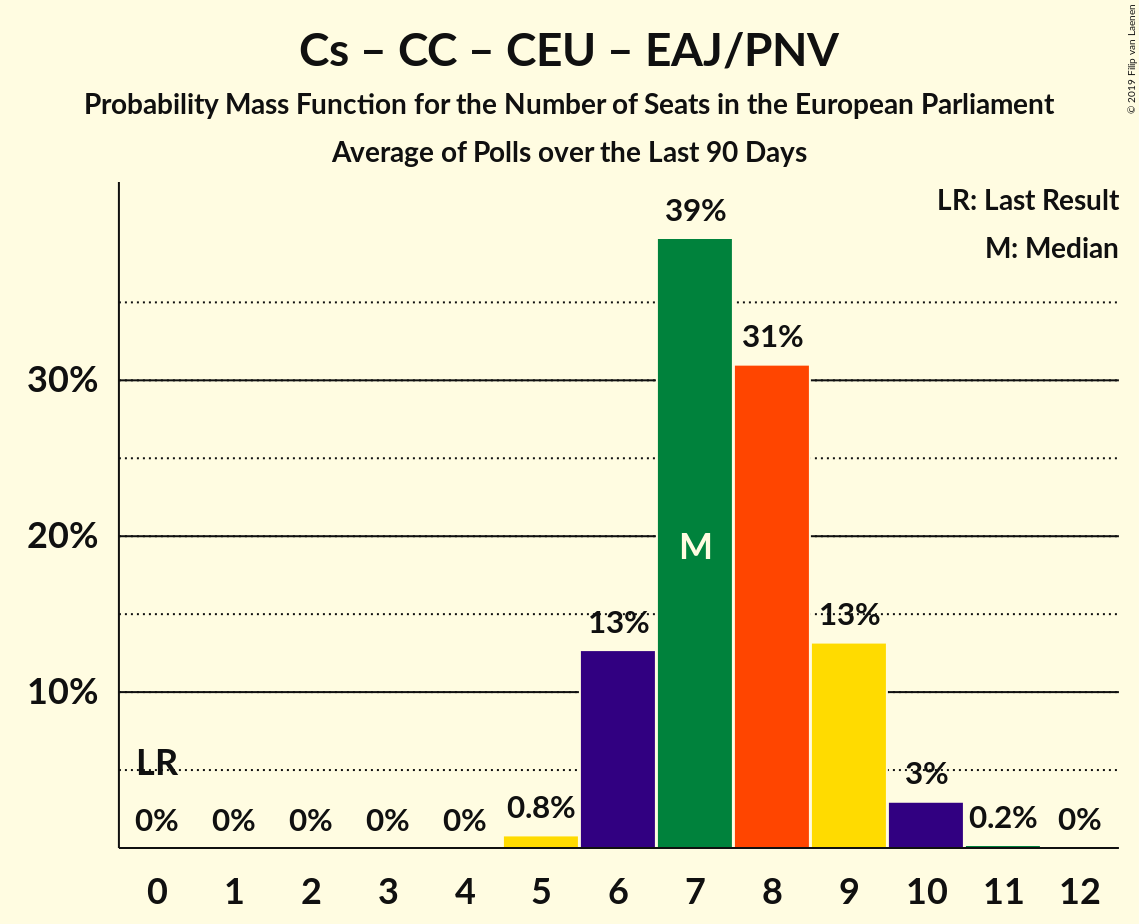 Cs – CC – CEU – EAJ/PNV
Probability Mass Function for the Number of Seats in the European Parliament
Average of Polls over the Last 90 Days
© 2019 Filip van Laenen
LR: Last Result
M: Median
39%
31%
30%
20%
M
13%
13%
10%
LR
3%
0%
0%
0%
0%
0%
0.8%
0.2%
0%
0 1 2 3 4 5 6 7 8 9 10 11 12